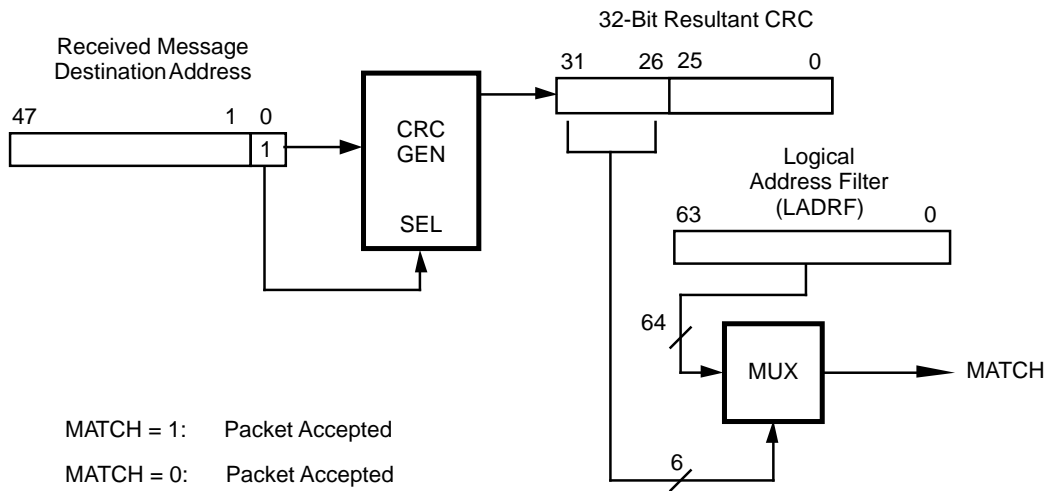 32-Bit Resultant CRC
Received Message
Destination Address
31 26 25 0
47 1 0
1
CRC
GEN
SEL
Logical
Address Filter
(LADRF)
63 0
64
MUX
MATCH
6
MATCH = 1: Packet Accepted
MATCH = 0: Packet Accepted